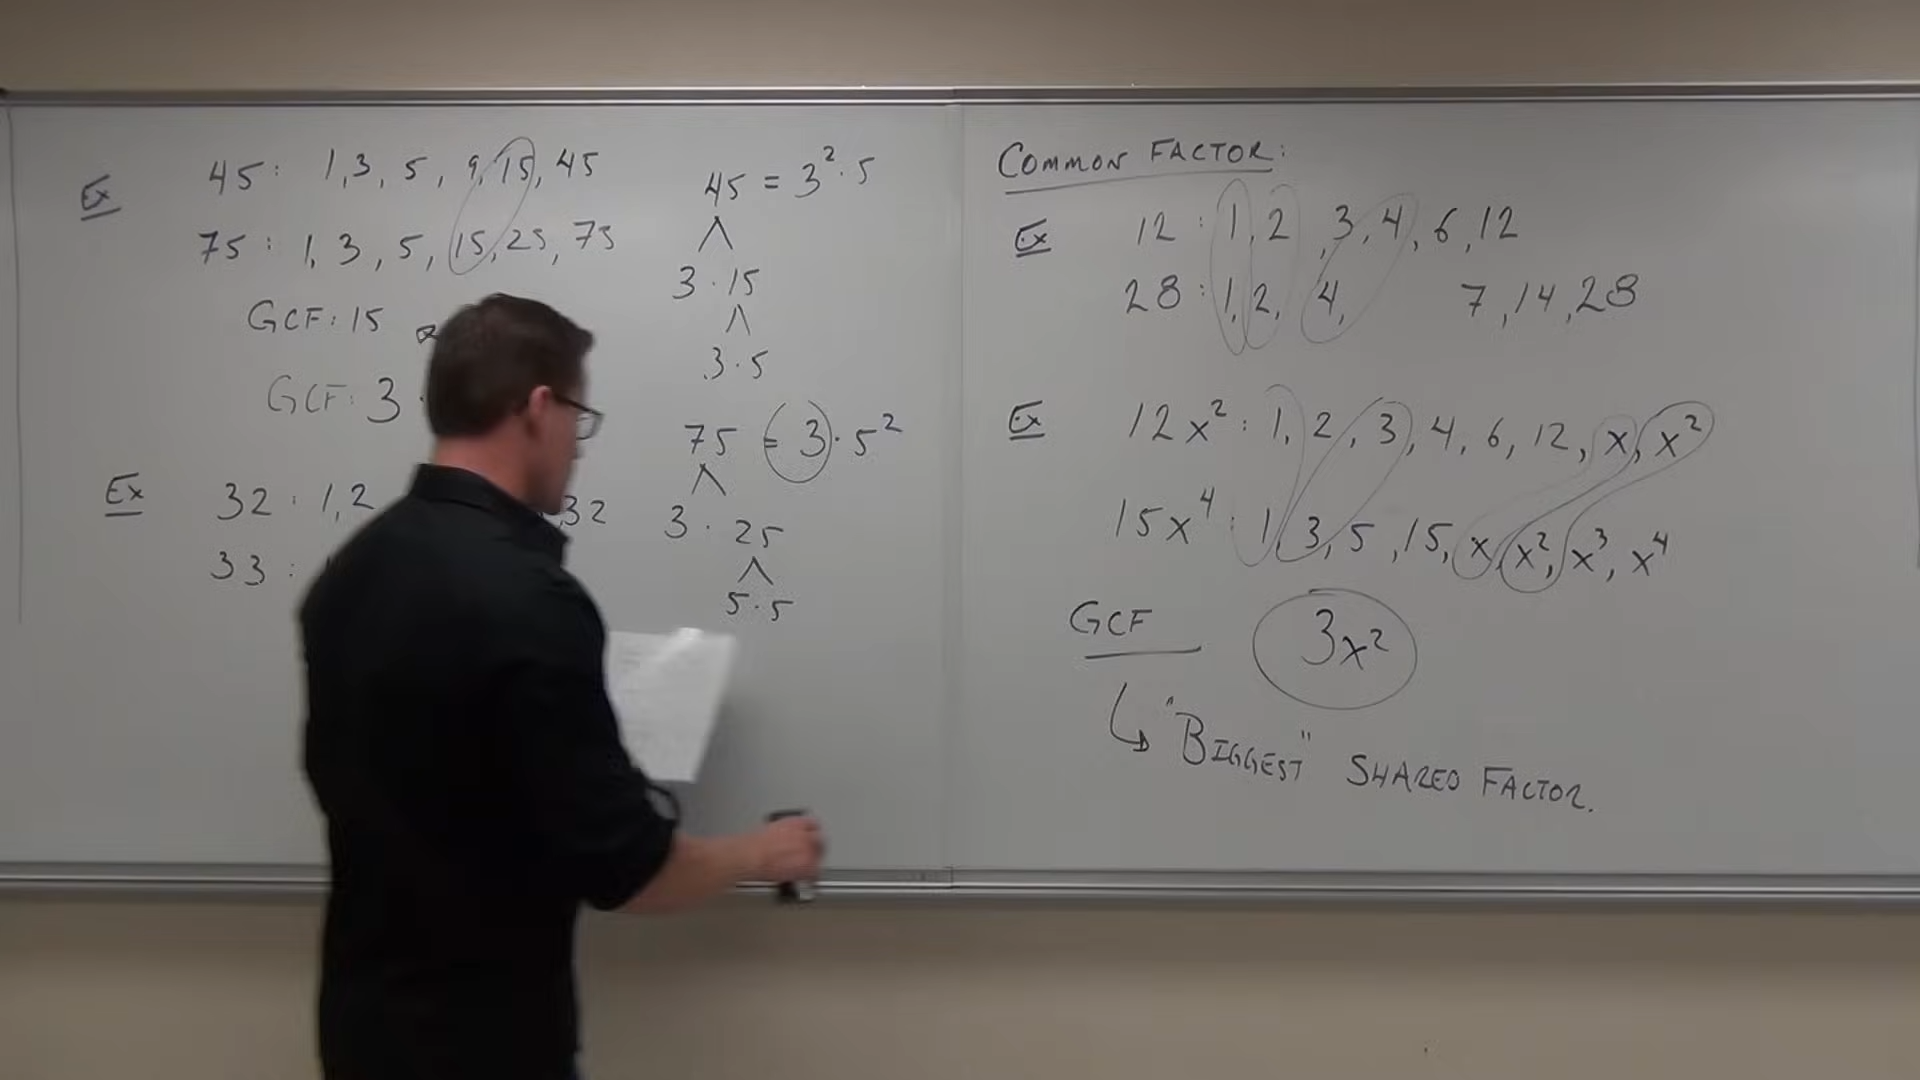 Ex 45: 1, 3, 5, 9, 15, 45
75: 1, 3, 5, 15, 25, 75
GCF: 15
GCF: 3 ·
Ex 32: 1, 2 , 32
33:
45 = 3² · 5
3 · 15
3 · 5
75 = 3 · 5²
3 · 25
5 · 5
COMMON FACTOR:
Ex 12: 1, 2, 3, 4, 6, 12
28: 1, 2, 4, 7, 14, 28
Ex 12x²: 1, 2, 3, 4, 6, 12, x, x²
15x⁴: 1, 3, 5, 15, x, x², x³, x⁴
GCF 3x²
"BIGGEST" SHARED FACTOR.